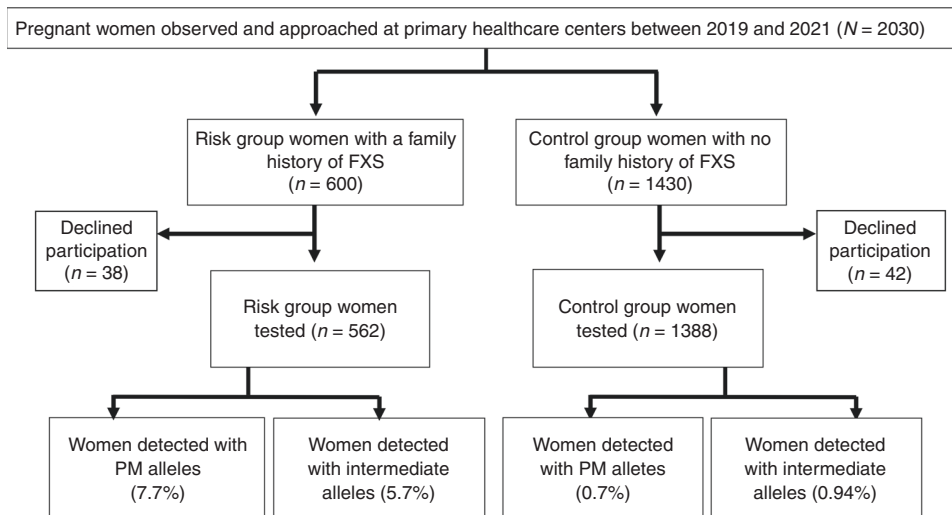 Pregnant women observed and approached at primary healthcare centers between 2019 and 2021 (N = 2030)
Risk group women with a family
history of FXS
(n = 600)
Control group women with no
family history of FXS
(n = 1430)
Declined
participation
(n = 38)
Declined
participation
(n = 42)
Risk group women
tested (n = 562)
Control group women
tested (n = 1388)
Women detected with
PM alleles
(7.7%)
Women detected
with intermediate
alleles (5.7%)
Women detected
with PM alletes
(0.7%)
Women detected
with intermediate
alleles (0.94%)